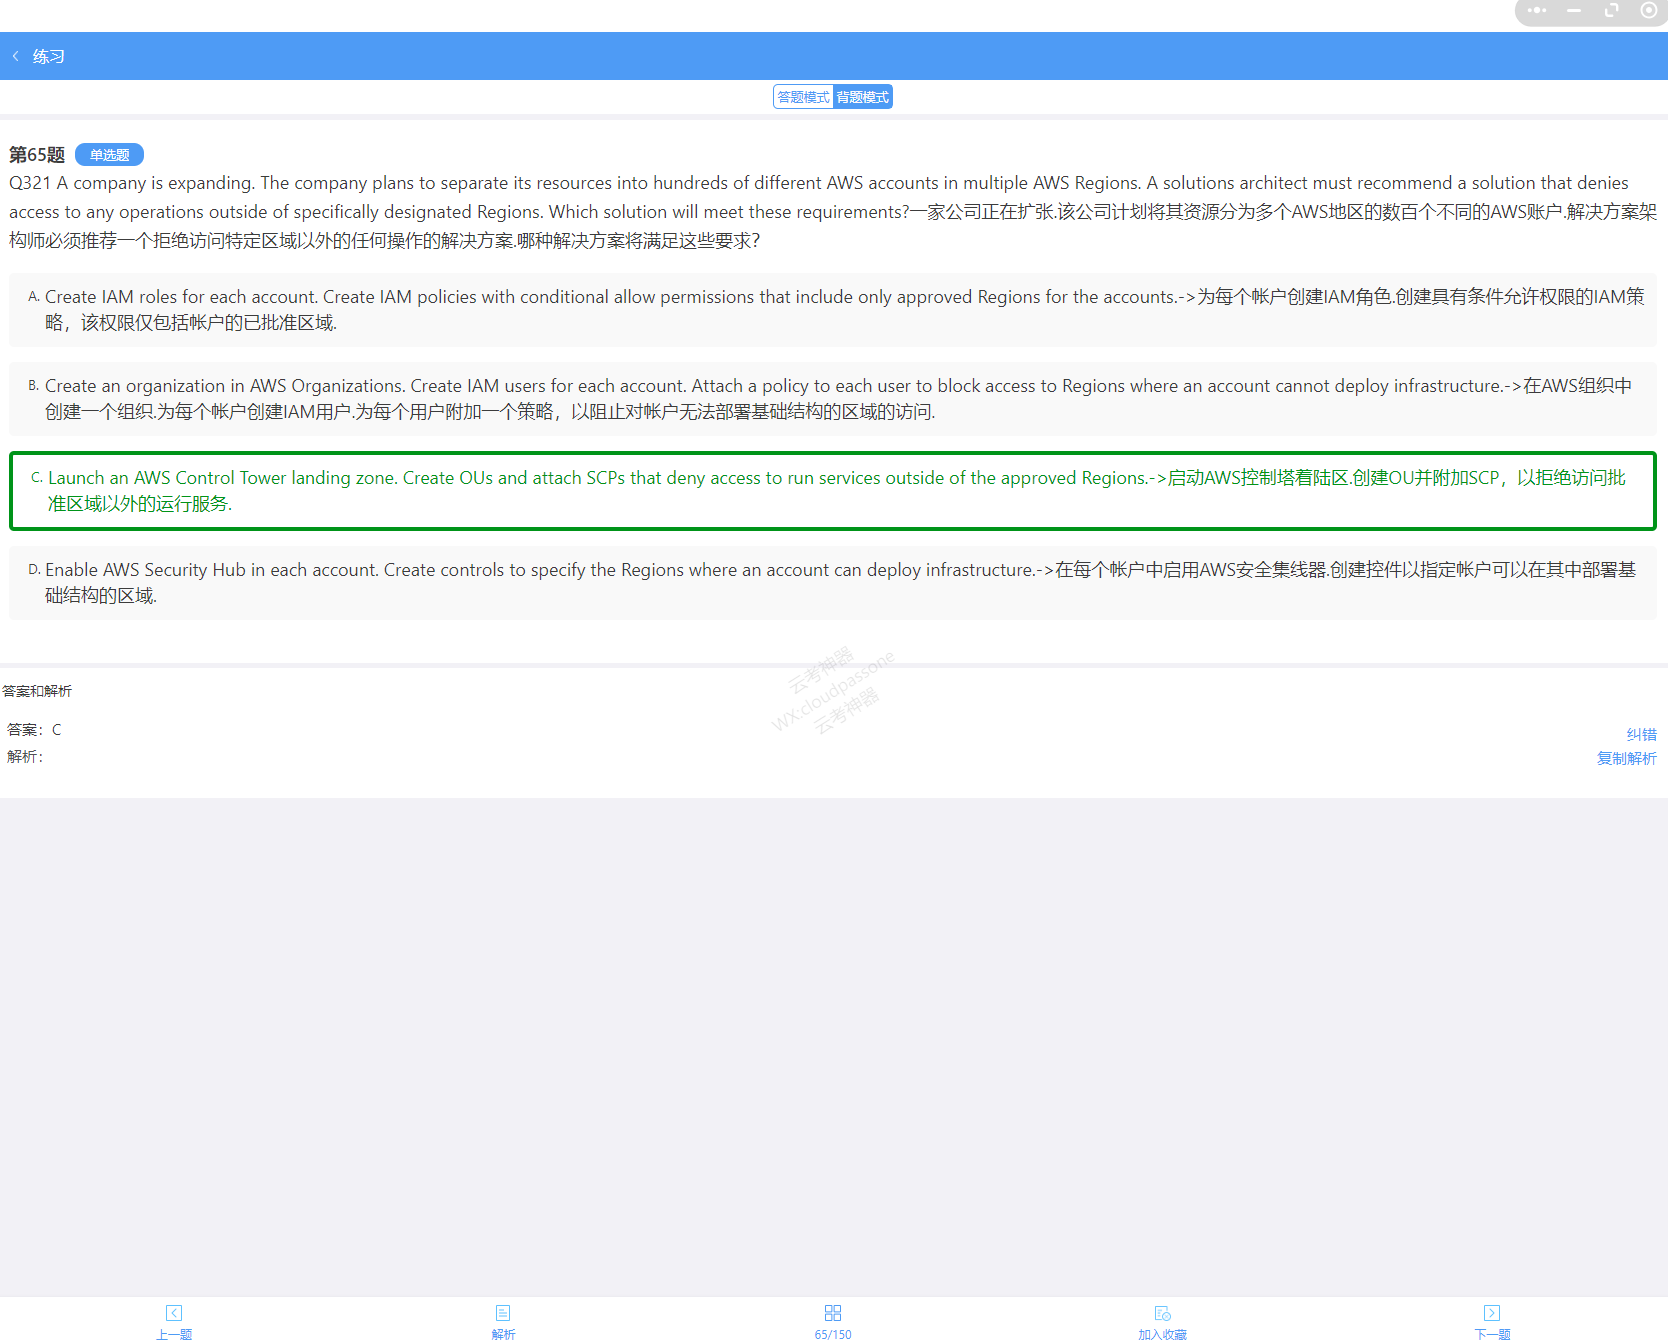 练习
答题模式 背题模式
第65题 单选题
Q321 A company is expanding. The company plans to separate its resources into hundreds of different AWS accounts in multiple AWS Regions. A solutions architect must recommend a solution that denies
access to any operations outside of specifically designated Regions. Which solution will meet these requirements?一家公司正在扩张.该公司计划将其资源分为多个AWS地区的数百个不同的AWS账户.解决方案架
构师必须推荐一个拒绝访问特定区域以外的任何操作的解决方案.哪种解决方案将满足这些要求?
A. Create IAM roles for each account. Create IAM policies with conditional allow permissions that include only approved Regions for the accounts.->为每个帐户创建IAM角色.创建具有条件允许权限的IAM策
略，该权限仅包括帐户的已批准区域.
B. Create an organization in AWS Organizations. Create IAM users for each account. Attach a policy to each user to block access to Regions where an account cannot deploy infrastructure.->在AWS组织中
创建一个组织.为每个帐户创建IAM用户.为每个用户附加一个策略，以阻止对帐户无法部署基础结构的区域的访问.
C. Launch an AWS Control Tower landing zone. Create OUs and attach SCPs that deny access to run services outside of the approved Regions.->启动AWS控制塔着陆区.创建OU并附加SCP，以拒绝访问批
准区域以外的运行服务.
D. Enable AWS Security Hub in each account. Create controls to specify the Regions where an account can deploy infrastructure.->在每个帐户中启用AWS安全集线器.创建控件以指定帐户可以在其中部署基
础结构的区域.
云考神器
WX:cloudpassone
云考神器
答案和解析
答案：C
解析：
纠错
复制解析
上一题 解析 65/150 加入收藏 下一题